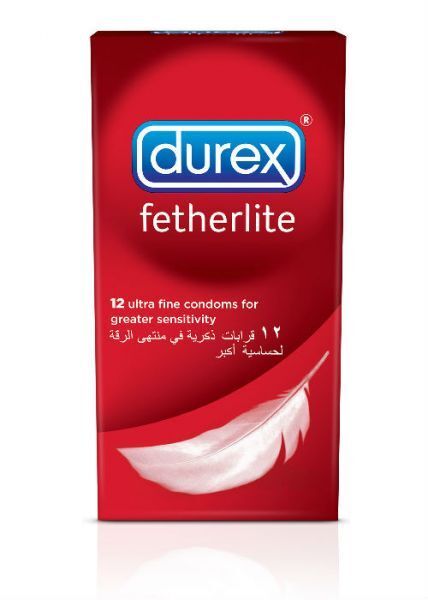 durex®
fetherlite
12 ultra fine condoms for
greater sensitivity
١٢ قرابات ذكرية في منتهى الرقة
لحساسية أكبر